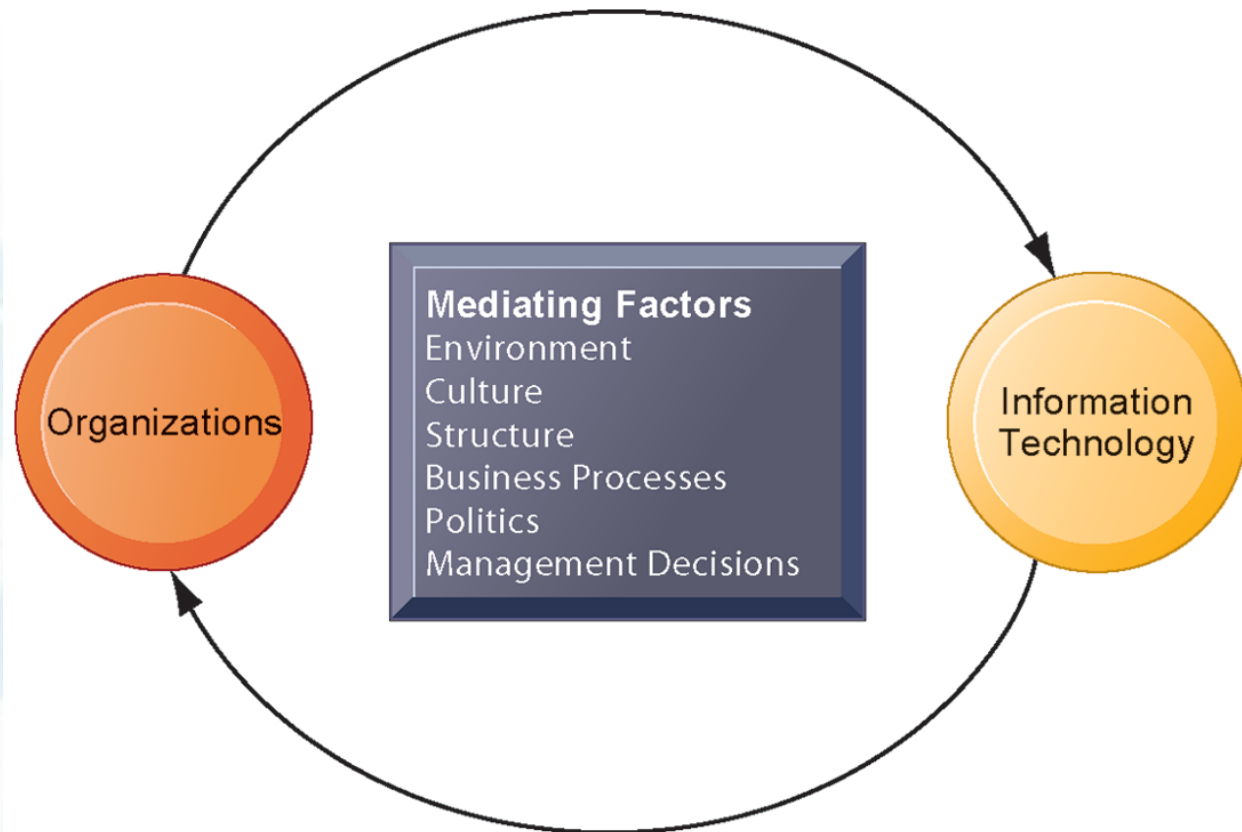 Organizations
Mediating Factors
Environment
Culture
Structure
Business Processes
Politics
Management Decisions
Information
Technology